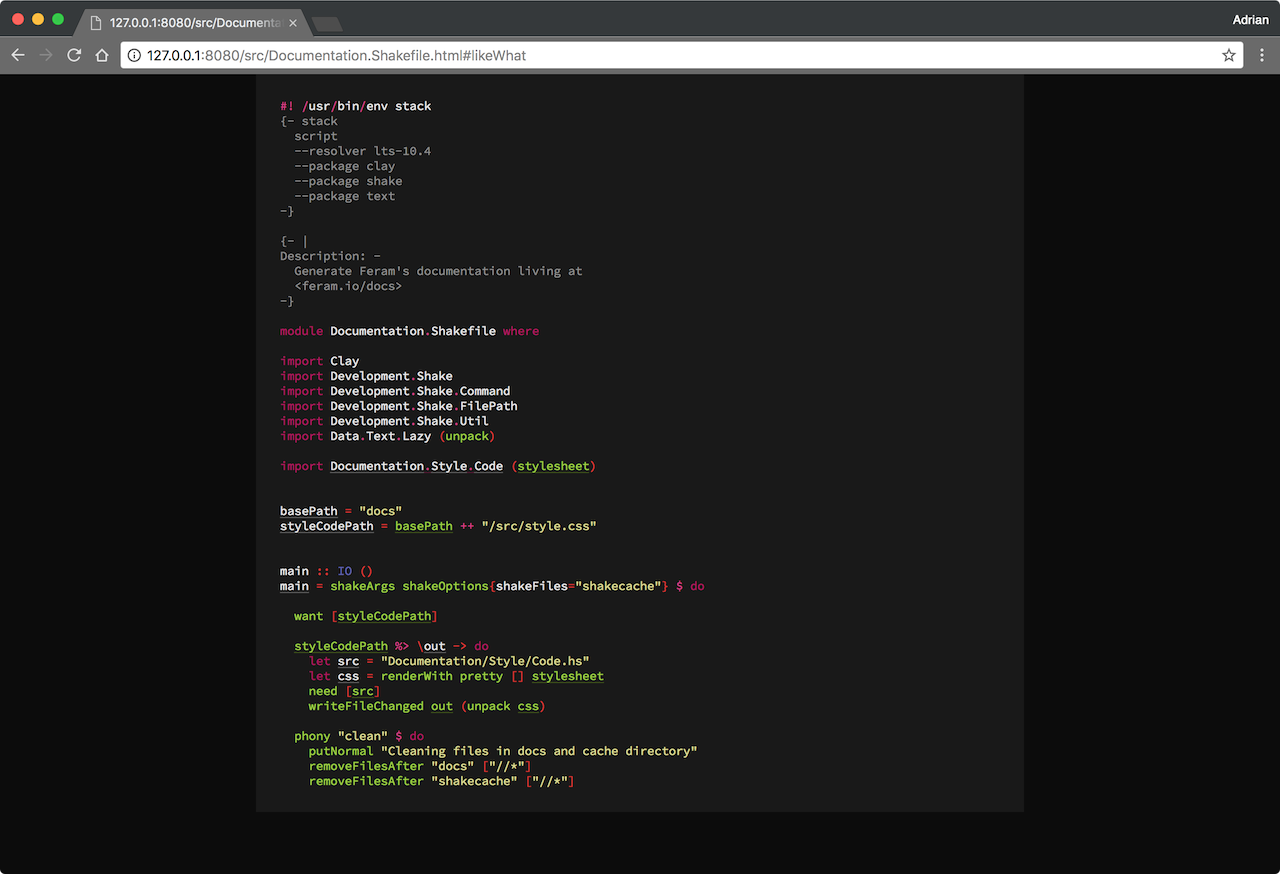 127.0.0.1:8080/src/Documenta
Adrian
127.0.0.1:8080/src/Documentation.Shakefile.html#likeWhat
#! /usr/bin/env stack
{- stack
  script
  --resolver lts-10.4
  --package clay
  --package shake
  --package text
-}
{- |
Description: -
  Generate Feram's documentation living at
  <feram.io/docs>
-}
module Documentation.Shakefile where
import Clay
import Development.Shake
import Development.Shake.Command
import Development.Shake.FilePath
import Development.Shake.Util
import Data.Text.Lazy (unpack)
import Documentation.Style.Code (stylesheet)
basePath = "docs"
styleCodePath = basePath ++ "/src/style.css"
main :: IO ()
main = shakeArgs shakeOptions{shakeFiles="shakecache"} $ do
  want [styleCodePath]
  styleCodePath %> \out -> do
    let src = "Documentation/Style/Code.hs"
    let css = renderWith pretty [] stylesheet
    need [src]
    writeFileChanged out (unpack css)
  phony "clean" $ do
    putNormal "Cleaning files in docs and cache directory"
    removeFilesAfter "docs" ["//*"]
    removeFilesAfter "shakecache" ["//*"]